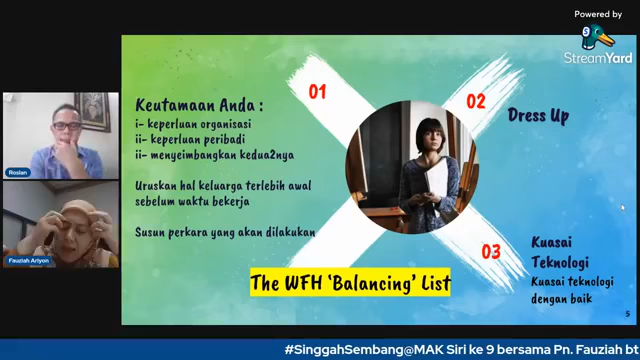 Powered by
StreamYard
01
02
Keutamaan Anda :
i- keperluan organisasi
ii- keperluan peribadi
ii- menyeimbangkan kedua2nya
Dress Up
Roslan
Uruskan hal keluarga terlebih awal
sebelum waktu bekerja
Susun perkara yang akan dilakukan
Fauziah Ariyon
03
Kuasai
Teknologi
Kuasai teknologi
dengan baik
The WFH ‘Balancing’ List
5
#SinggahSembang@MAK Siri ke 9 bersama Pn. Fauziah bt